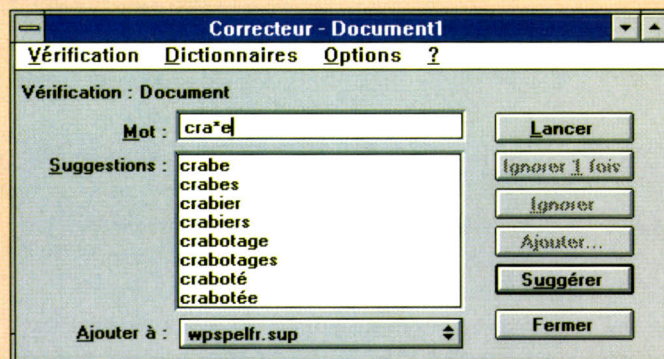 Correcteur - Document1
Vérification Dictionnaires Options ?
Vérification : Document
Mot : cra*e
Lancer
Suggestions :
crabe
crabes
crabier
crabiers
crabotage
crabotages
craboté
crabotée
Ignorer 1 fois
Ignorer
Ajouter...
Suggérer
Fermer
Ajouter à : wpspelfr.sup